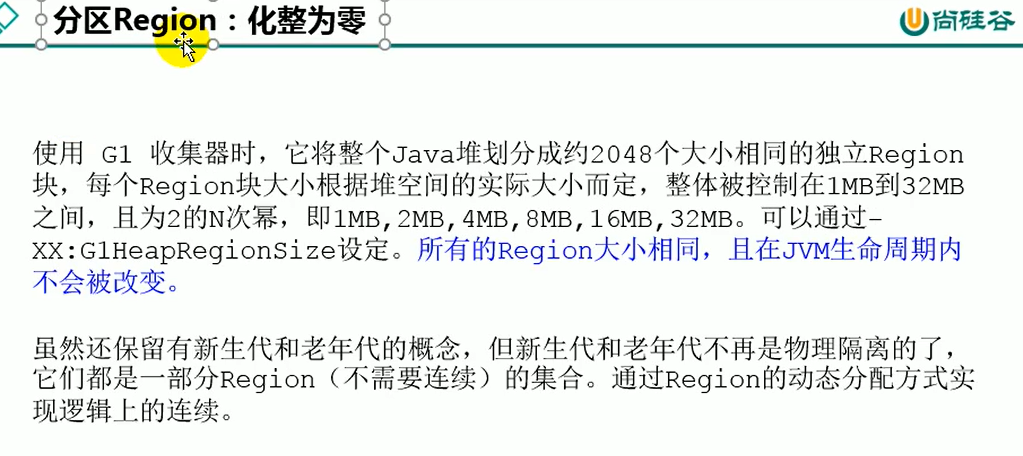 分区Region：化整为零
尚硅谷
使用 G1 收集器时，它将整个Java堆划分成约2048个大小相同的独立Region
块，每个Region块大小根据堆空间的实际大小而定，整体被控制在1MB到32MB
之间，且为2的N次幂，即1MB,2MB,4MB,8MB,16MB,32MB。可以通过-
XX:G1HeapRegionSize设定。所有的Region大小相同，且在JVM生命周期内
不会被改变。
虽然还保留有新生代和老年代的概念，但新生代和老年代不再是物理隔离的了，
它们都是一部分Region（不需要连续）的集合。通过Region的动态分配方式实
现逻辑上的连续。